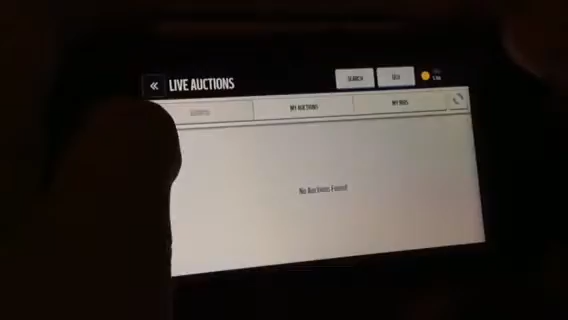 « LIVE AUCTIONS
SEARCH
SELL
MY AUCTIONS
MY BIDS
No Auctions Found